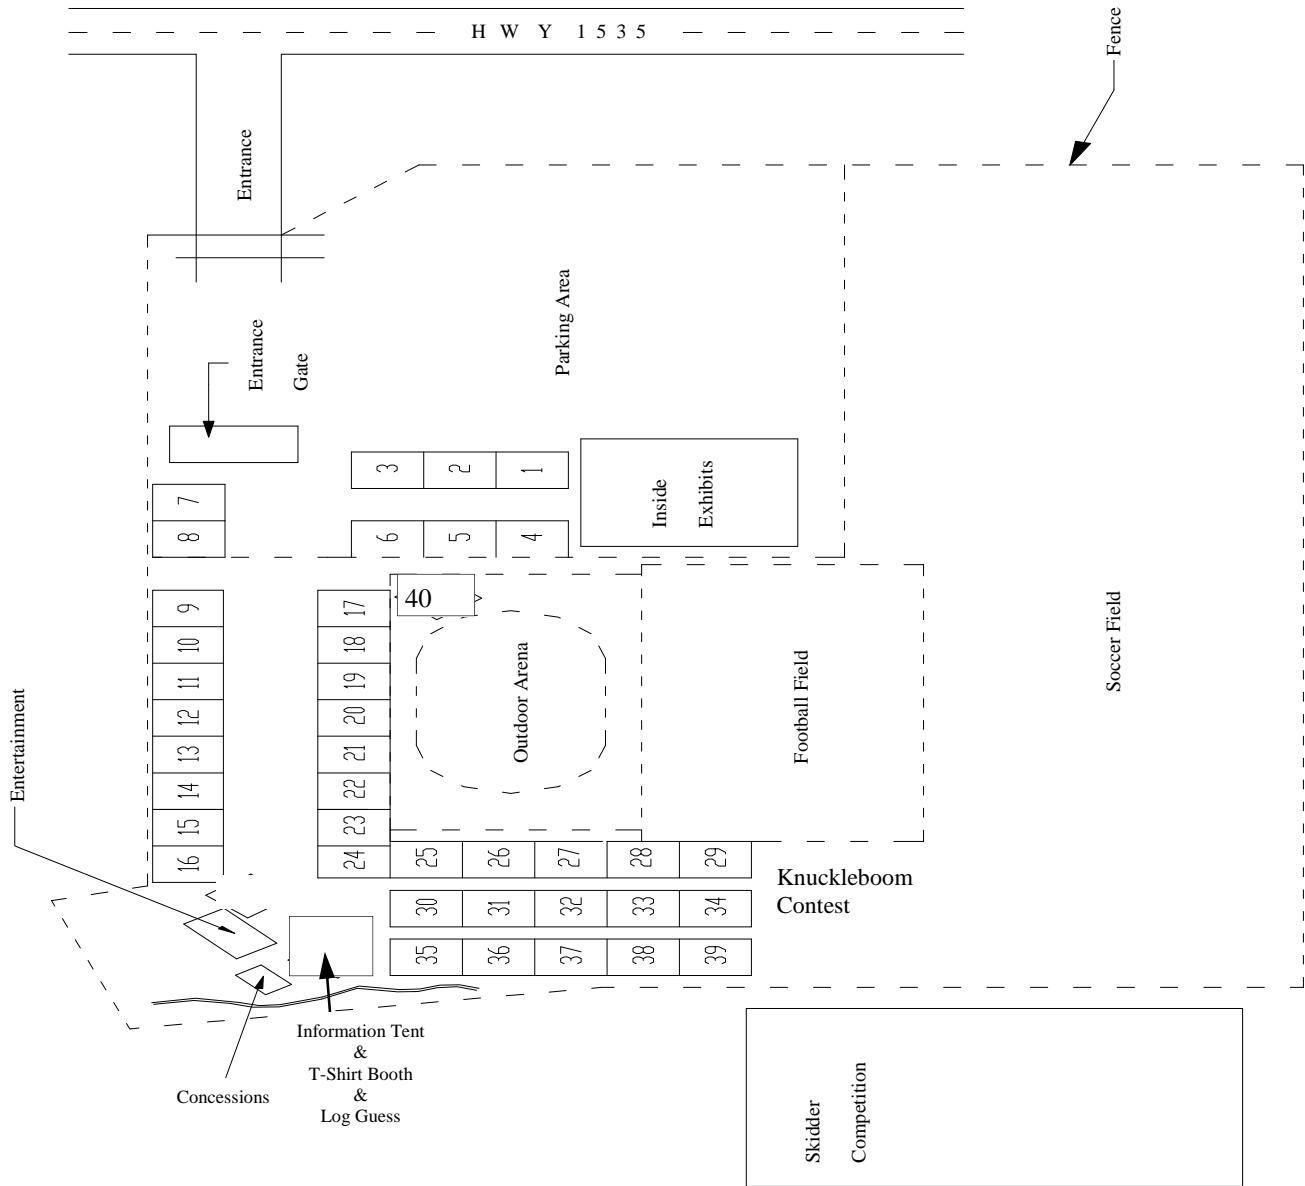 H W Y 1 5 3 5
Fence
Entrance
Parking Area
Entrance
Gate
3
2
1
Inside
Exhibits
7
8
6
5
4
40
9
10
11
12
13
14
15
16
17
18
19
20
21
22
23
24
Outdoor Arena
Football Field
Soccer Field
Entertainment
25
26
27
28
29
Knuckleboom
Contest
30
31
32
33
34
35
36
37
38
39
Information Tent
&
T-Shirt Booth
&
Log Guess
Concessions
Skidder
Competition